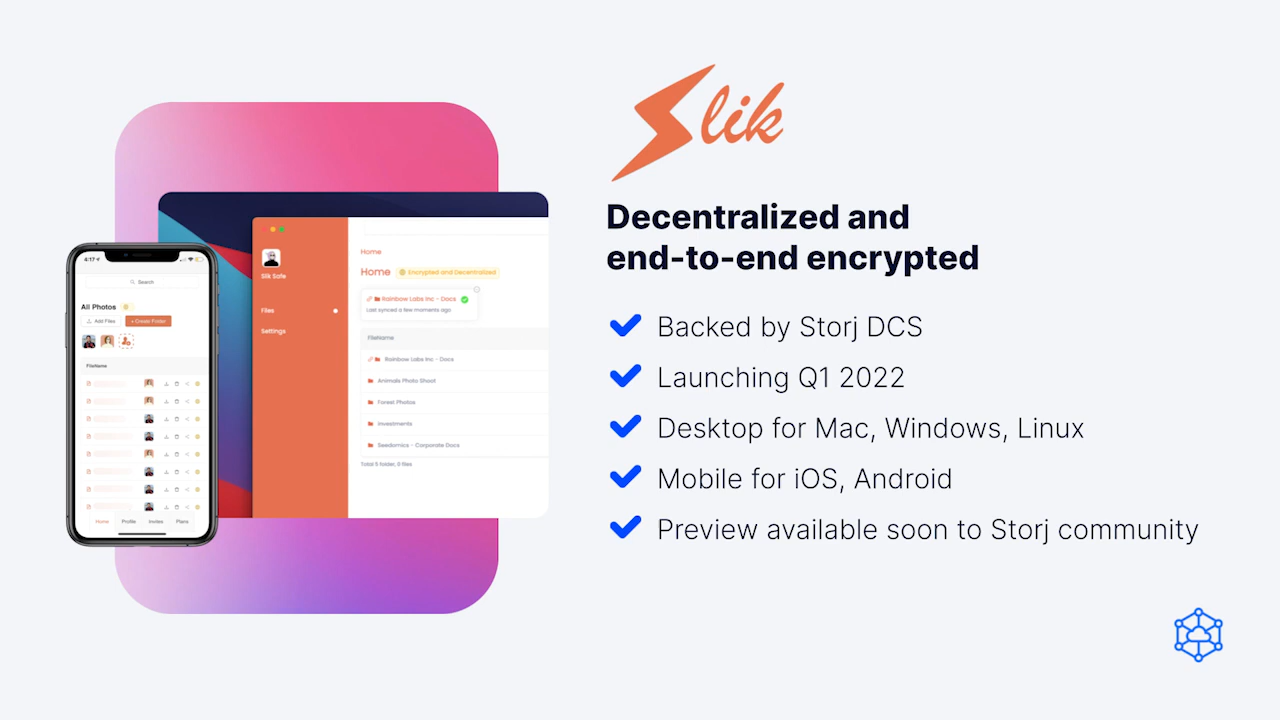 Slik
Decentralized and
end-to-end encrypted
Backed by Storj DCS
Launching Q1 2022
Desktop for Mac, Windows, Linux
Mobile for iOS, Android
Preview available soon to Storj community
4:17
Search
All Photos
Add Files
+ Create Folder
FileName
Home Profile Invites Plans
Slik Safe
Files
Settings
Home
Home Encrypted and Decentralized
Rainbow Labs Inc - Docs
Last synced a few moments ago
FileName
Rainbow Labs Inc - Docs
Animals Photo Shoot
Forest Photos
Investments
Seedomics - Corporate Docs
Total 5 folder, 0 files